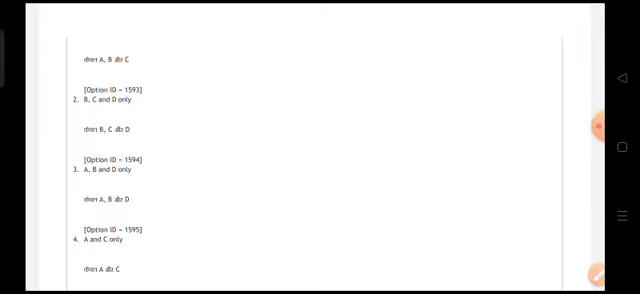 केवल A, B और C
[Option ID = 1593]
2. B, C and D only
केवल B, C और D
[Option ID = 1594]
3. A, B and D only
केवल A, B और D
[Option ID = 1595]
4. A and C only
केवल A और C